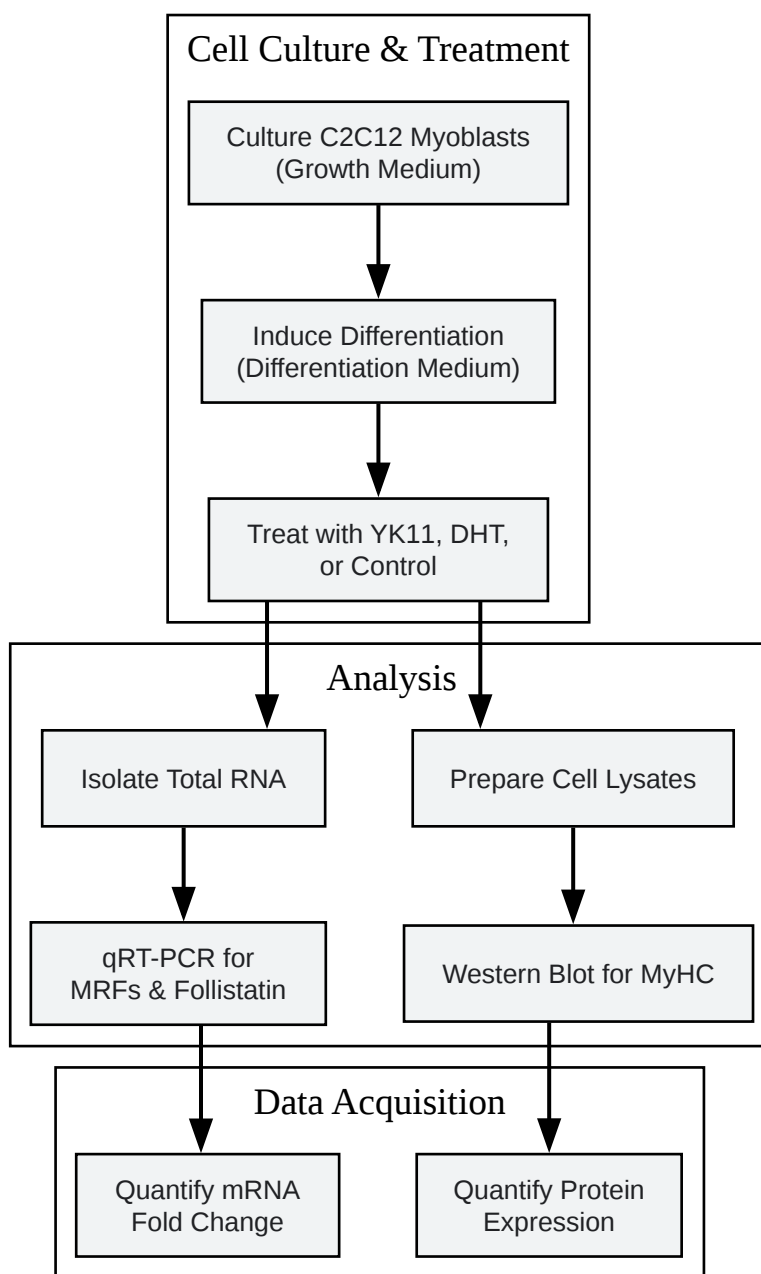 Cell Culture & Treatment
Culture C2C12 Myoblasts
(Growth Medium)
Induce Differentiation
(Differentiation Medium)
Treat with YK11, DHT,
or Control
Analysis
Isolate Total RNA
Prepare Cell Lysates
qRT-PCR for
MRFs & Follistatin
Western Blot for MyHC
Data Acquisition
Quantify mRNA
Fold Change
Quantify Protein
Expression